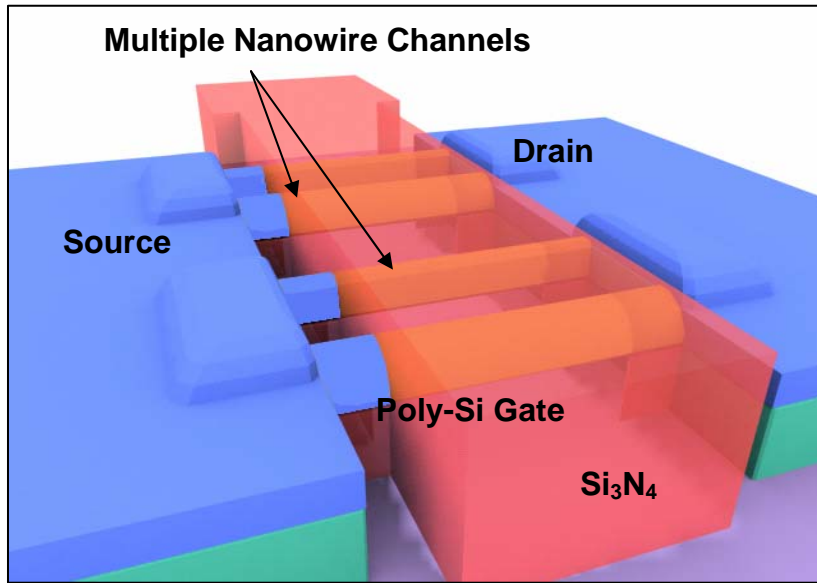 Multiple Nanowire Channels
Drain
Source
Poly-Si Gate
Si₃N₄